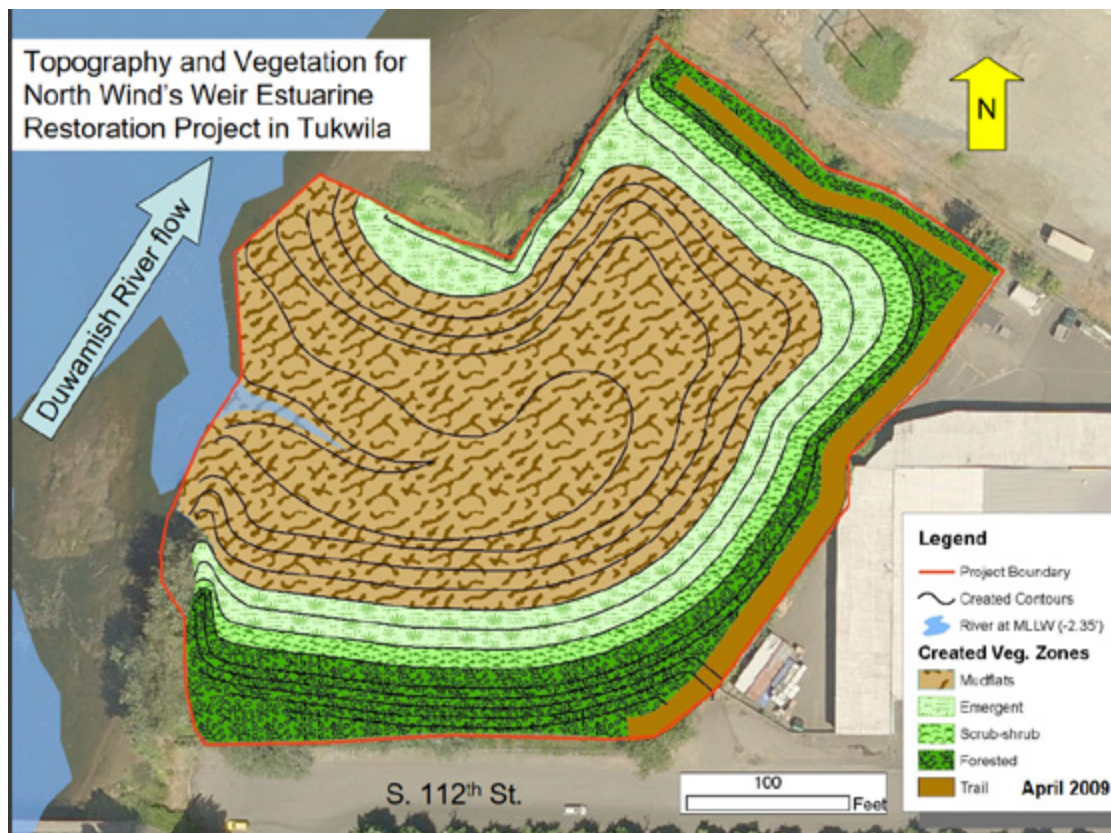 Topography and Vegetation for
North Wind's Weir Estuarine
Restoration Project in Tukwila
N
Duwamish River flow
Legend
Project Boundary
Created Contours
River at MLLW (-2.35')
Created Veg. Zones
Mudflats
Emergent
Scrub-shrub
Forested
Trail
April 2009
100
Feet
S. 112th St.